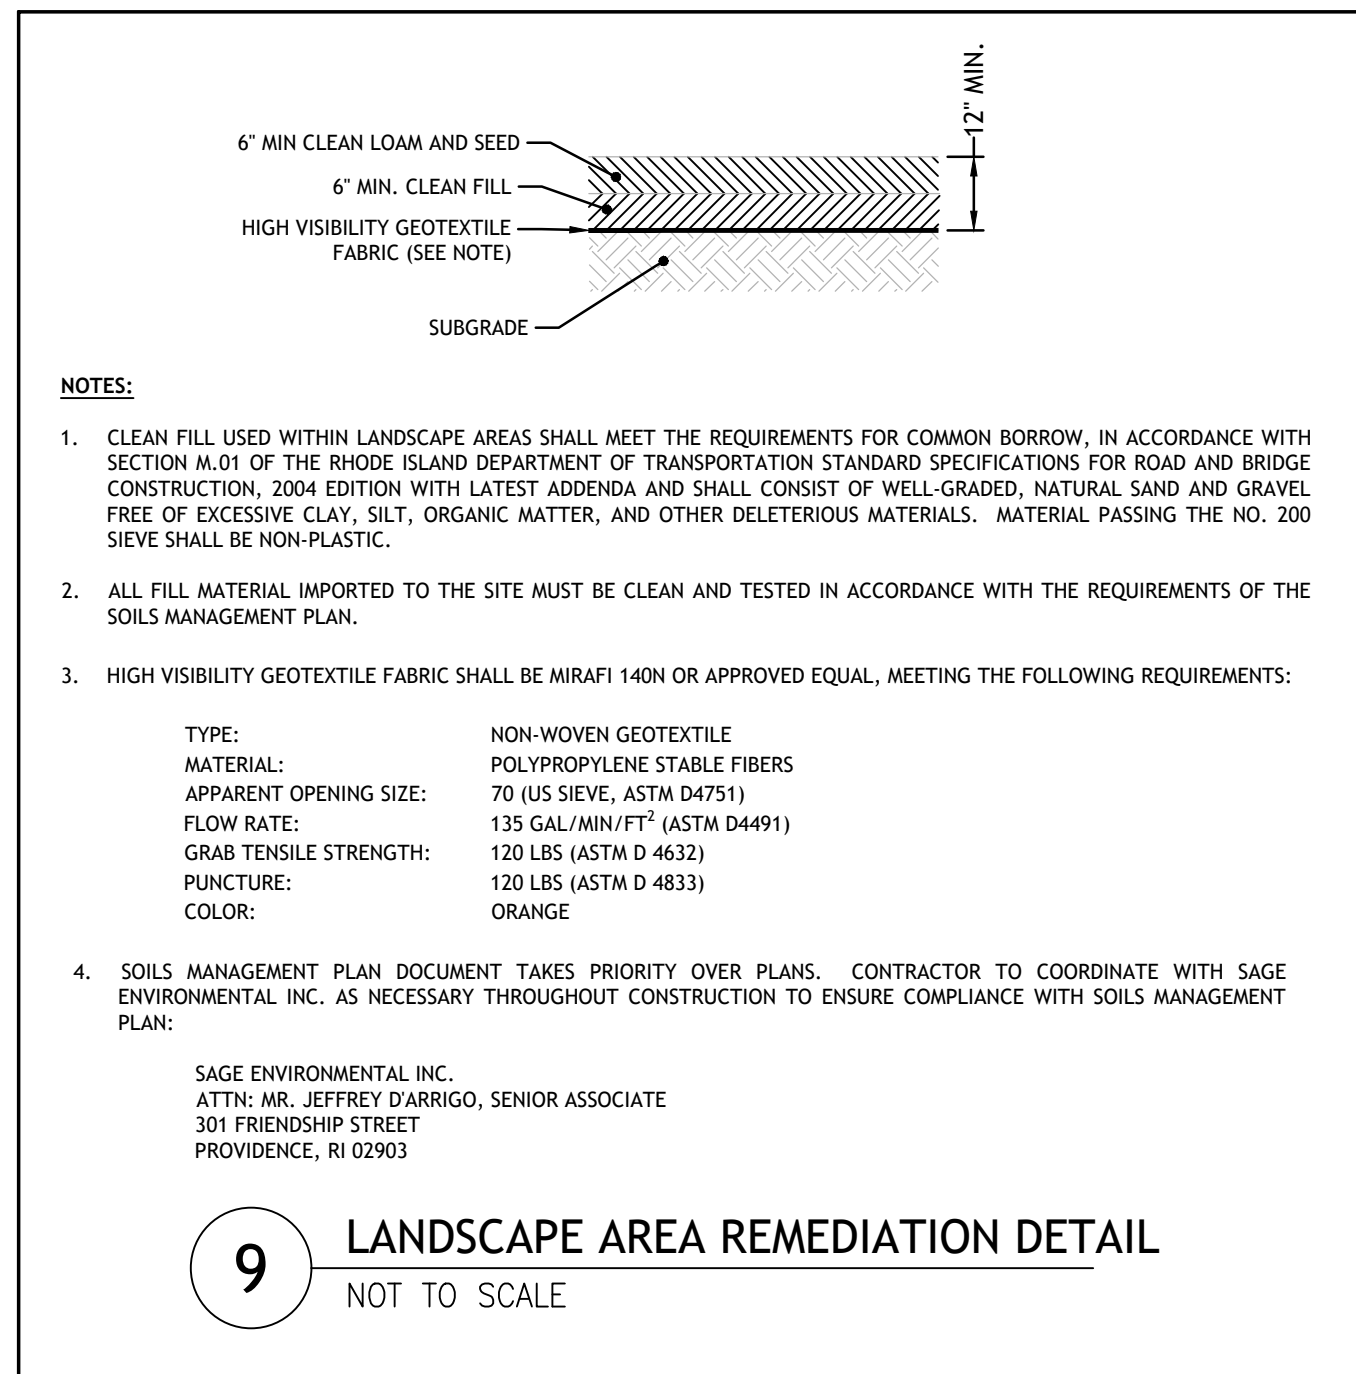 12" MIN.
6" MIN CLEAN LOAM AND SEED
6" MIN. CLEAN FILL
HIGH VISIBILITY GEOTEXTILE
FABRIC (SEE NOTE)
SUBGRADE
NOTES:
1. CLEAN FILL USED WITHIN LANDSCAPE AREAS SHALL MEET THE REQUIREMENTS FOR COMMON BORROW, IN ACCORDANCE WITH
SECTION M.01 OF THE RHODE ISLAND DEPARTMENT OF TRANSPORTATION STANDARD SPECIFICATIONS FOR ROAD AND BRIDGE
CONSTRUCTION, 2004 EDITION WITH LATEST ADDENDA AND SHALL CONSIST OF WELL-GRADED, NATURAL SAND AND GRAVEL
FREE OF EXCESSIVE CLAY, SILT, ORGANIC MATTER, AND OTHER DELETERIOUS MATERIALS. MATERIAL PASSING THE NO. 200
SIEVE SHALL BE NON-PLASTIC.
2. ALL FILL MATERIAL IMPORTED TO THE SITE MUST BE CLEAN AND TESTED IN ACCORDANCE WITH THE REQUIREMENTS OF THE
SOILS MANAGEMENT PLAN.
3. HIGH VISIBILITY GEOTEXTILE FABRIC SHALL BE MIRAFI 140N OR APPROVED EQUAL, MEETING THE FOLLOWING REQUIREMENTS:
TYPE: NON-WOVEN GEOTEXTILE
MATERIAL: POLYPROPYLENE STABLE FIBERS
APPARENT OPENING SIZE: 70 (US SIEVE, ASTM D4751)
FLOW RATE: 135 GAL/MIN/FT² (ASTM D4491)
GRAB TENSILE STRENGTH: 120 LBS (ASTM D 4632)
PUNCTURE: 120 LBS (ASTM D 4833)
COLOR: ORANGE
4. SOILS MANAGEMENT PLAN DOCUMENT TAKES PRIORITY OVER PLANS. CONTRACTOR TO COORDINATE WITH SAGE
ENVIRONMENTAL INC. AS NECESSARY THROUGHOUT CONSTRUCTION TO ENSURE COMPLIANCE WITH SOILS MANAGEMENT
PLAN:
SAGE ENVIRONMENTAL INC.
ATTN: MR. JEFFREY D'ARRIGO, SENIOR ASSOCIATE
301 FRIENDSHIP STREET
PROVIDENCE, RI 02903
9 LANDSCAPE AREA REMEDIATION DETAIL
NOT TO SCALE